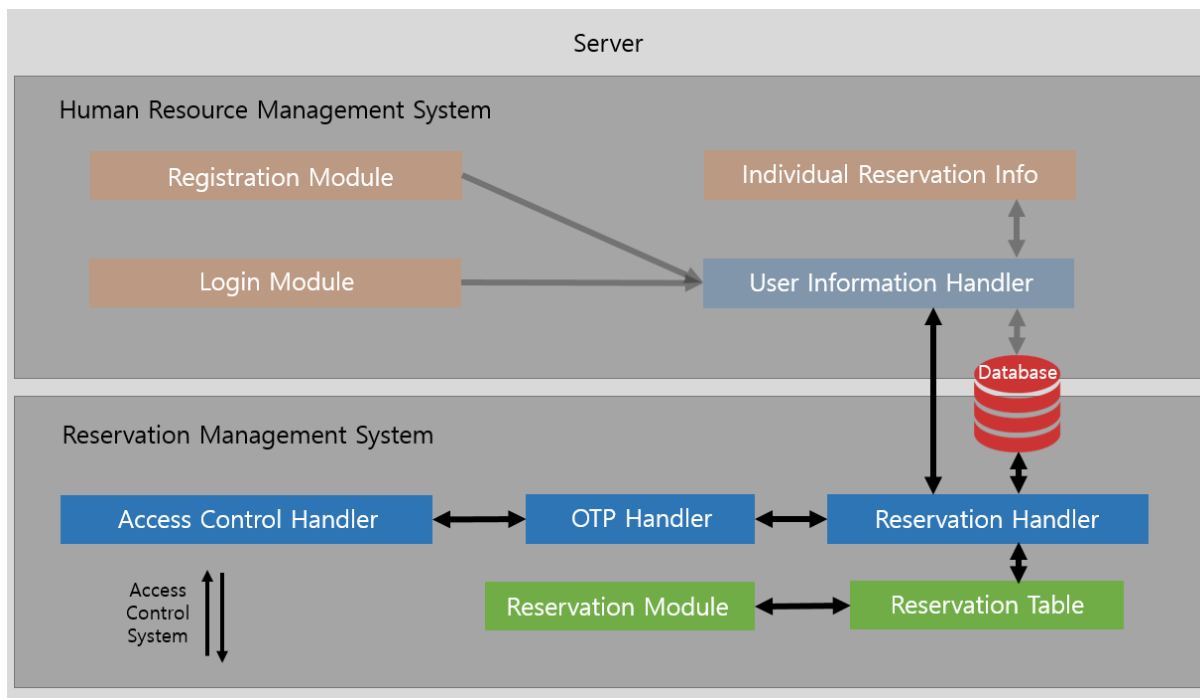 Server
Human Resource Management System
Registration Module
Individual Reservation Info
Login Module
User Information Handler
Database
Reservation Management System
Access Control Handler
OTP Handler
Reservation Handler
Access
Control
System
Reservation Module
Reservation Table